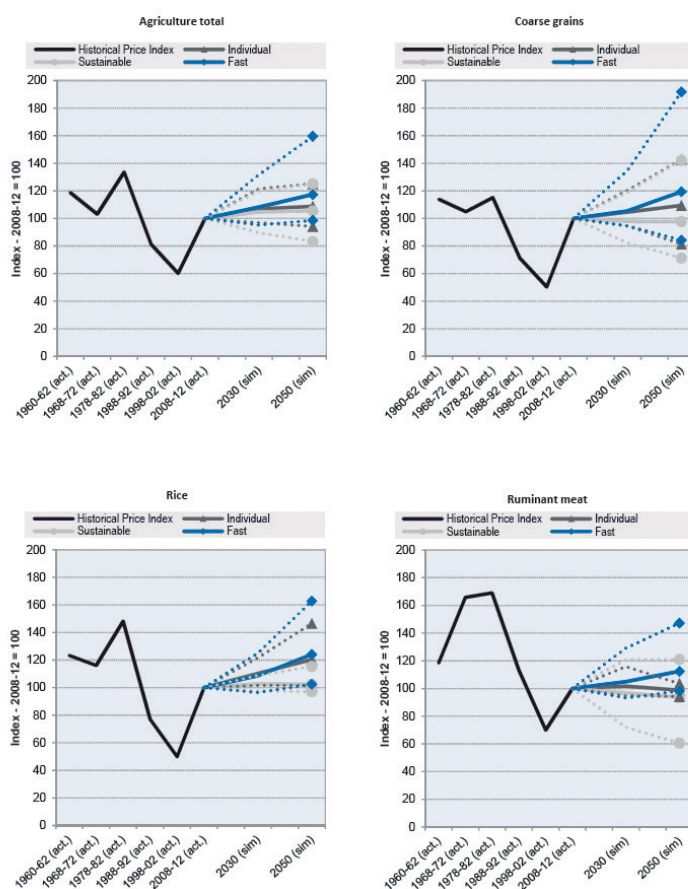 Agriculture total
Historical Price Index Individual
Sustainable Fast
Index - 2008-12 = 100
200
180
160
140
120
100
80
60
40
20
0
1960-62 (act.)
1968-72 (act.)
1978-82 (act.)
1988-92 (act.)
1998-02 (act.)
2008-12 (act.)
2030 (sim)
2050 (sim)
Coarse grains
Historical Price Index Individual
Sustainable Fast
200
180
160
140
120
100
80
60
40
20
0
1960-62 (act.)
1968-72 (act.)
1978-82 (act.)
1988-92 (act.)
1998-02 (act.)
2008-12 (act.)
2030 (sim)
2050 (sim)
Rice
Historical Price Index Individual
Sustainable Fast
Index - 2008-12 = 100
200
180
160
140
120
100
80
60
40
20
0
1960-62 (act.)
1968-72 (act.)
1978-82 (act.)
1988-92 (act.)
1998-02 (act.)
2008-12 (act.)
2030 (sim)
2050 (sim)
Ruminant meat
Historical Price Index Individual
Sustainable Fast
Index - 2008-12 = 100
200
180
160
140
120
100
80
60
40
20
0
1960-62 (act.)
1968-72 (act.)
1978-82 (act.)
1988-92 (act.)
1998-02 (act.)
2008-12 (act.)
2030 (sim)
2050 (sim)